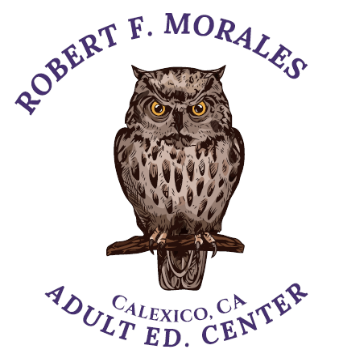 ROBERT F. MORALES
CALEXICO, CA
ADULT ED. CENTER